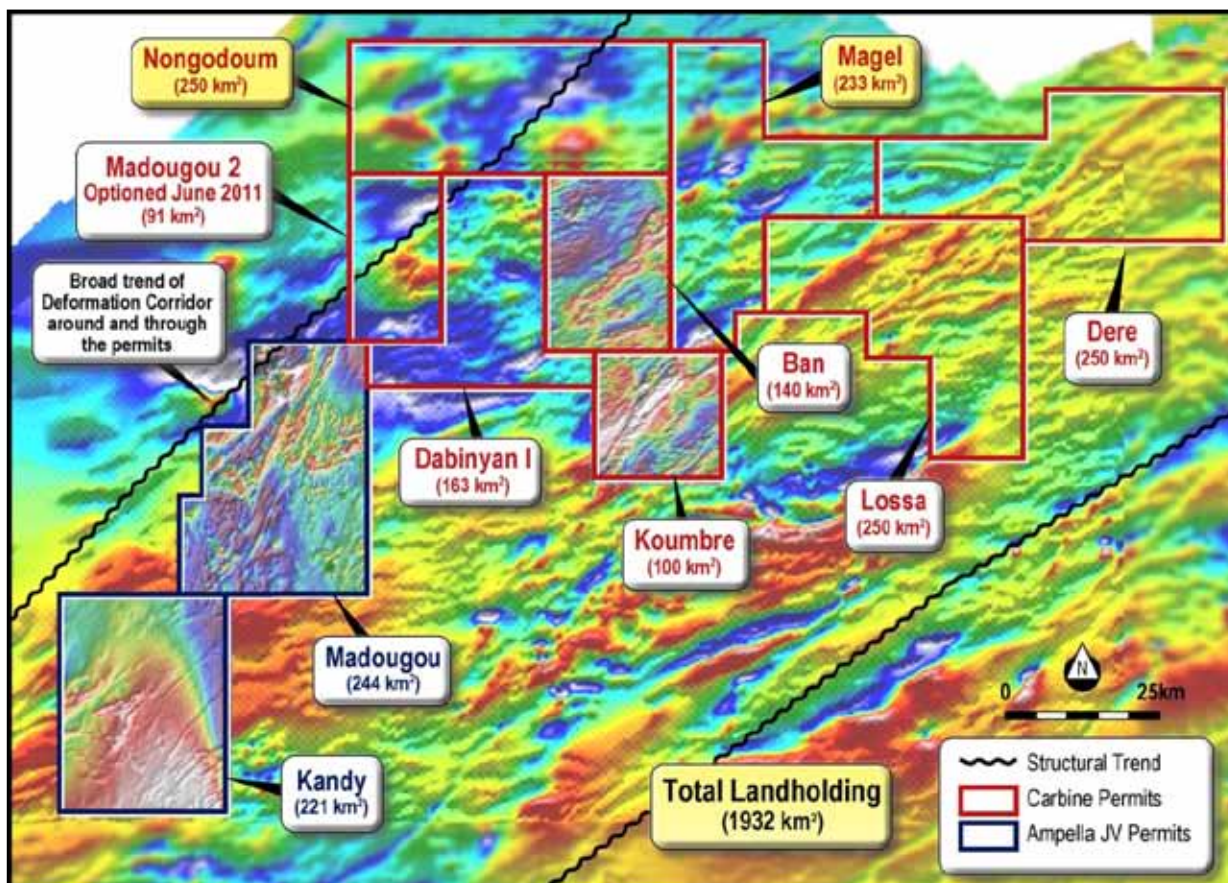 Nongodoum
(250 km²)
Magel
(233 km²)
Madougou 2
Optioned June 2011
(91 km²)
Broad trend of
Deformation Corridor
around and through
the permits
Dere
(250 km²)
Ban
(140 km²)
Dabinyan I
(163 km²)
Lossa
(250 km²)
Koumbre
(100 km²)
Madougou
(244 km²)
Kandy
(221 km²)
Total Landholding
(1932 km²)
N
0 25km
Structural Trend
Carbine Permits
Ampella JV Permits